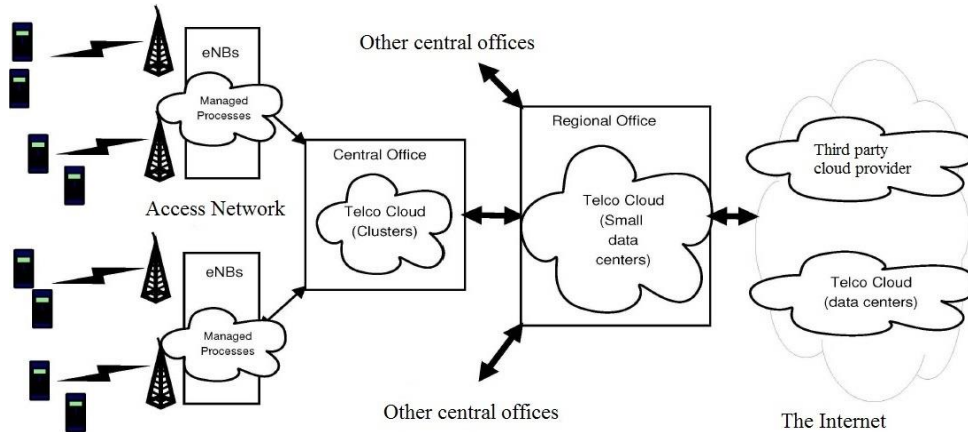 eNBs
Managed
Processes
Access Network
eNBs
Managed
Processes
Central Office
Telco Cloud
(Clusters)
Other central offices
Regional Office
Telco Cloud
(Small
data
centers)
Other central offices
Third party
cloud provider
Telco Cloud
(data centers)
The Internet